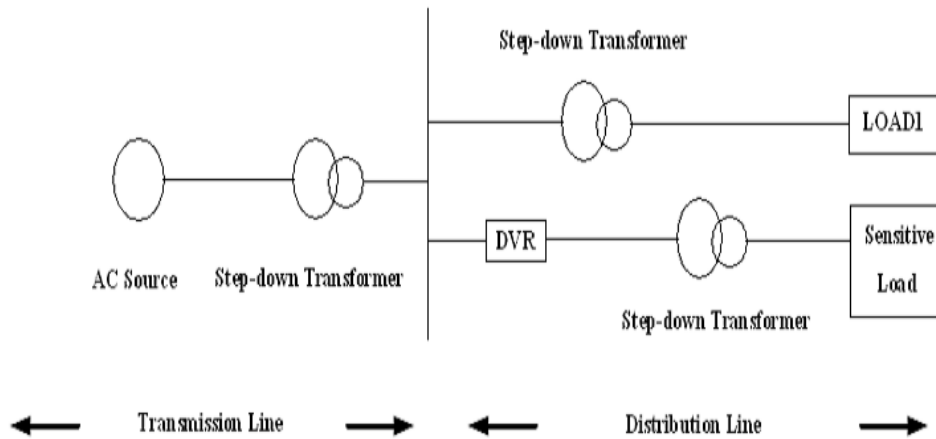 Step-down Transformer
LOAD1
AC Source
Step-down Transformer
DVR
Sensitive
Load
Step-down Transformer
Transmission Line
Distribution Line